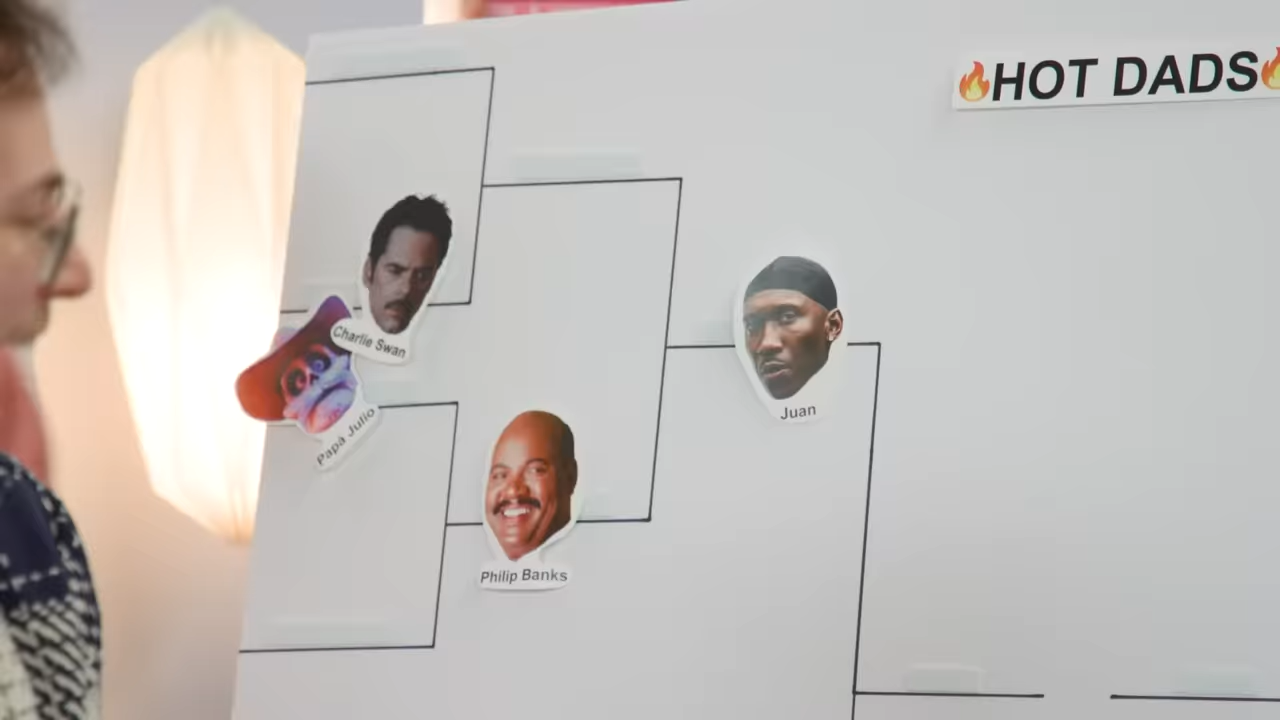 🔥HOT DADS🔥
Charlie Swan
Papá Julio
Juan
Philip Banks